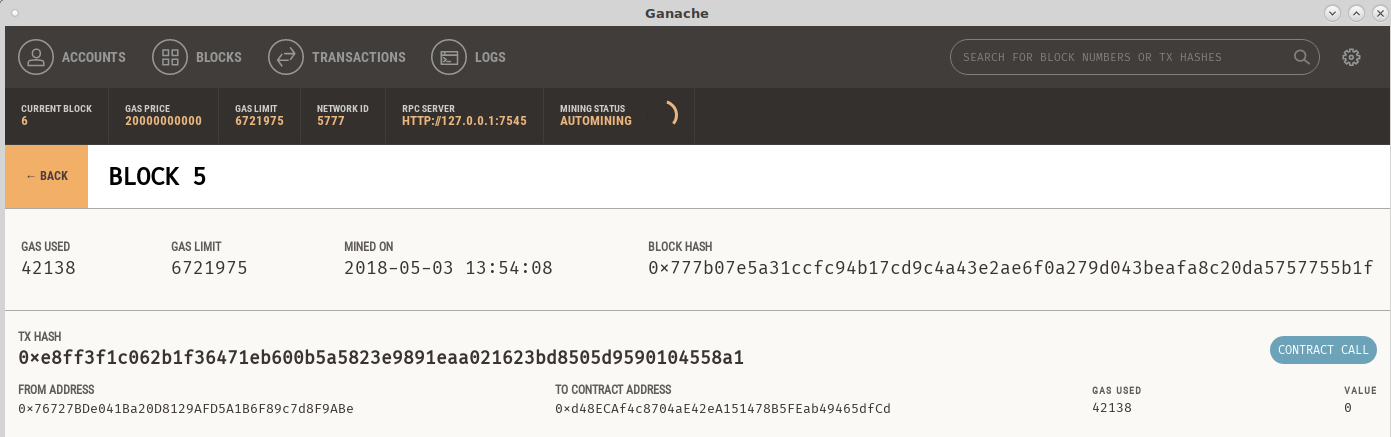 Ganache
ACCOUNTS BLOCKS TRANSACTIONS LOGS SEARCH FOR BLOCK NUMBERS OR TX HASHES
CURRENT BLOCK GAS PRICE GAS LIMIT NETWORK ID RPC SERVER MINING STATUS
6 20000000000 6721975 5777 HTTP://127.0.0.1:7545 AUTOMINING
← BACK BLOCK 5
GAS USED GAS LIMIT MINED ON BLOCK HASH
42138 6721975 2018-05-03 13:54:08 0×777b07e5a31ccfc94b17cd9c4a43e2ae6f0a279d043beafa8c20da5757755b1f
TX HASH
0×e8ff3f1c062b1f36471eb600b5a5823e9891eaa021623bd8505d9590104558a1 CONTRACT CALL
FROM ADDRESS TO CONTRACT ADDRESS GAS USED VALUE
0×76727BDe041Ba20D8129AFD5A1B6F89c7d8F9ABe 0×d48ECAf4c8704aE42eA151478B5FEab49465dfCd 42138 0